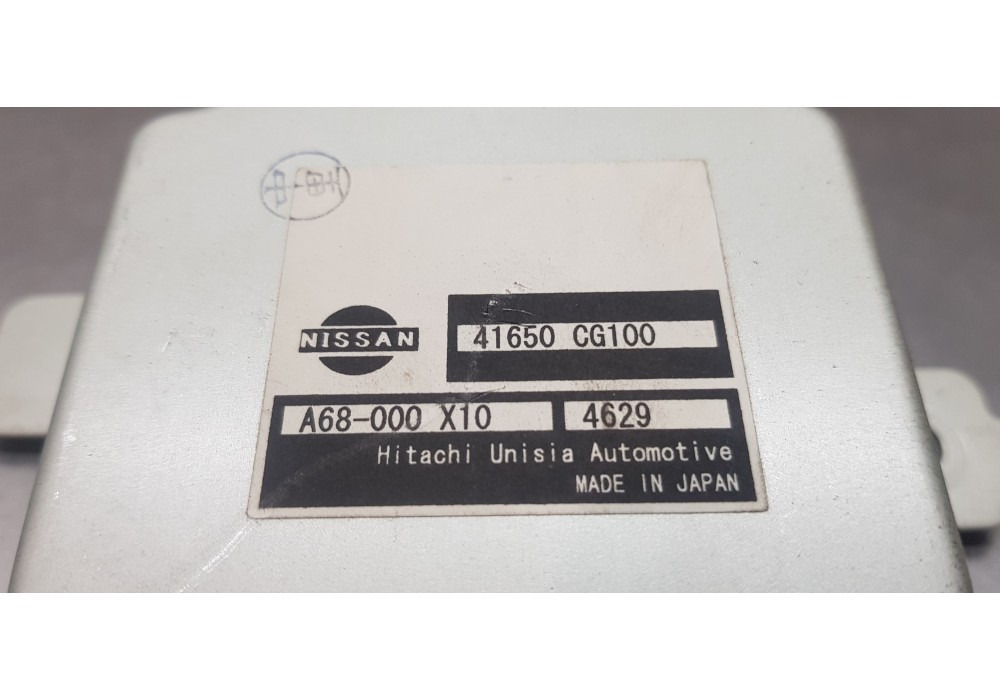 NISSAN
41650 CG100
A68-000 X10 4629
Hitachi Unisia Automotive
MADE IN JAPAN